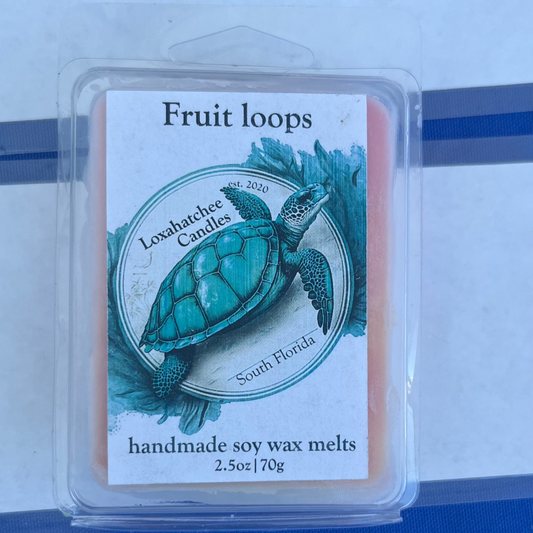 Fruit loops
est. 2020
Loxahatchee
Candles
South Florida
handmade soy wax melts
2.5oz|70g